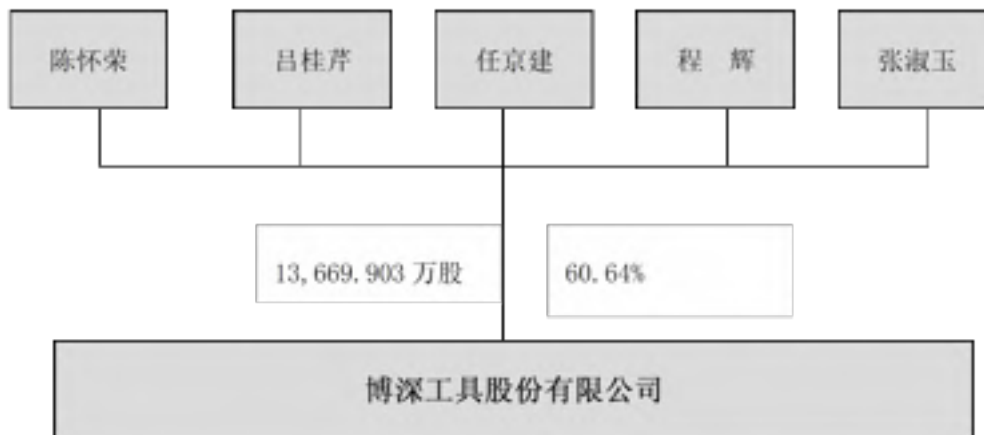 陈怀荣
吕桂芹
任京建
程　辉
张淑玉
13,669.903 万股
60.64%
博深工具股份有限公司